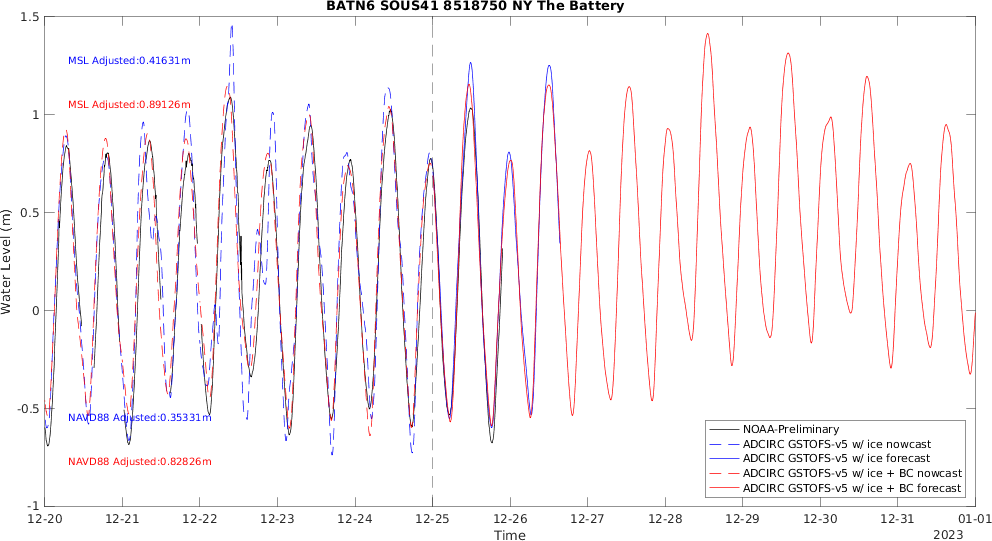 BATN6 SOUS41 8518750 NY The Battery
1.5
MSL Adjusted:0.41631m
MSL Adjusted:0.89126m
1
0.5
Water Level (m)
0
-0.5
NAVD88 Adjusted:0.35331m
NAVD88 Adjusted:0.82826m
-1
NOAA-Preliminary
ADCIRC GSTOFS-v5 w/ ice nowcast
ADCIRC GSTOFS-v5 w/ ice forecast
ADCIRC GSTOFS-v5 w/ ice + BC nowcast
ADCIRC GSTOFS-v5 w/ ice + BC forecast
12-20 12-21 12-22 12-23 12-24 12-25 12-26 12-27 12-28 12-29 12-30 12-31 01-01
Time
2023